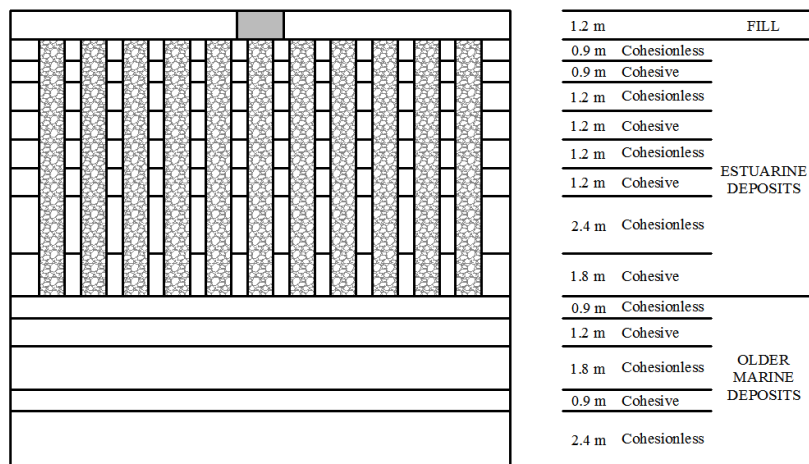 1.2 m FILL
0.9 m Cohesionless
0.9 m Cohesive
1.2 m Cohesionless
1.2 m Cohesive
1.2 m Cohesionless
ESTUARINE
1.2 m Cohesive
DEPOSITS
2.4 m Cohesionless
1.8 m Cohesive
0.9 m Cohesionless
1.2 m Cohesive
OLDER
1.8 m Cohesionless
MARINE
DEPOSITS
0.9 m Cohesive
2.4 m Cohesionless